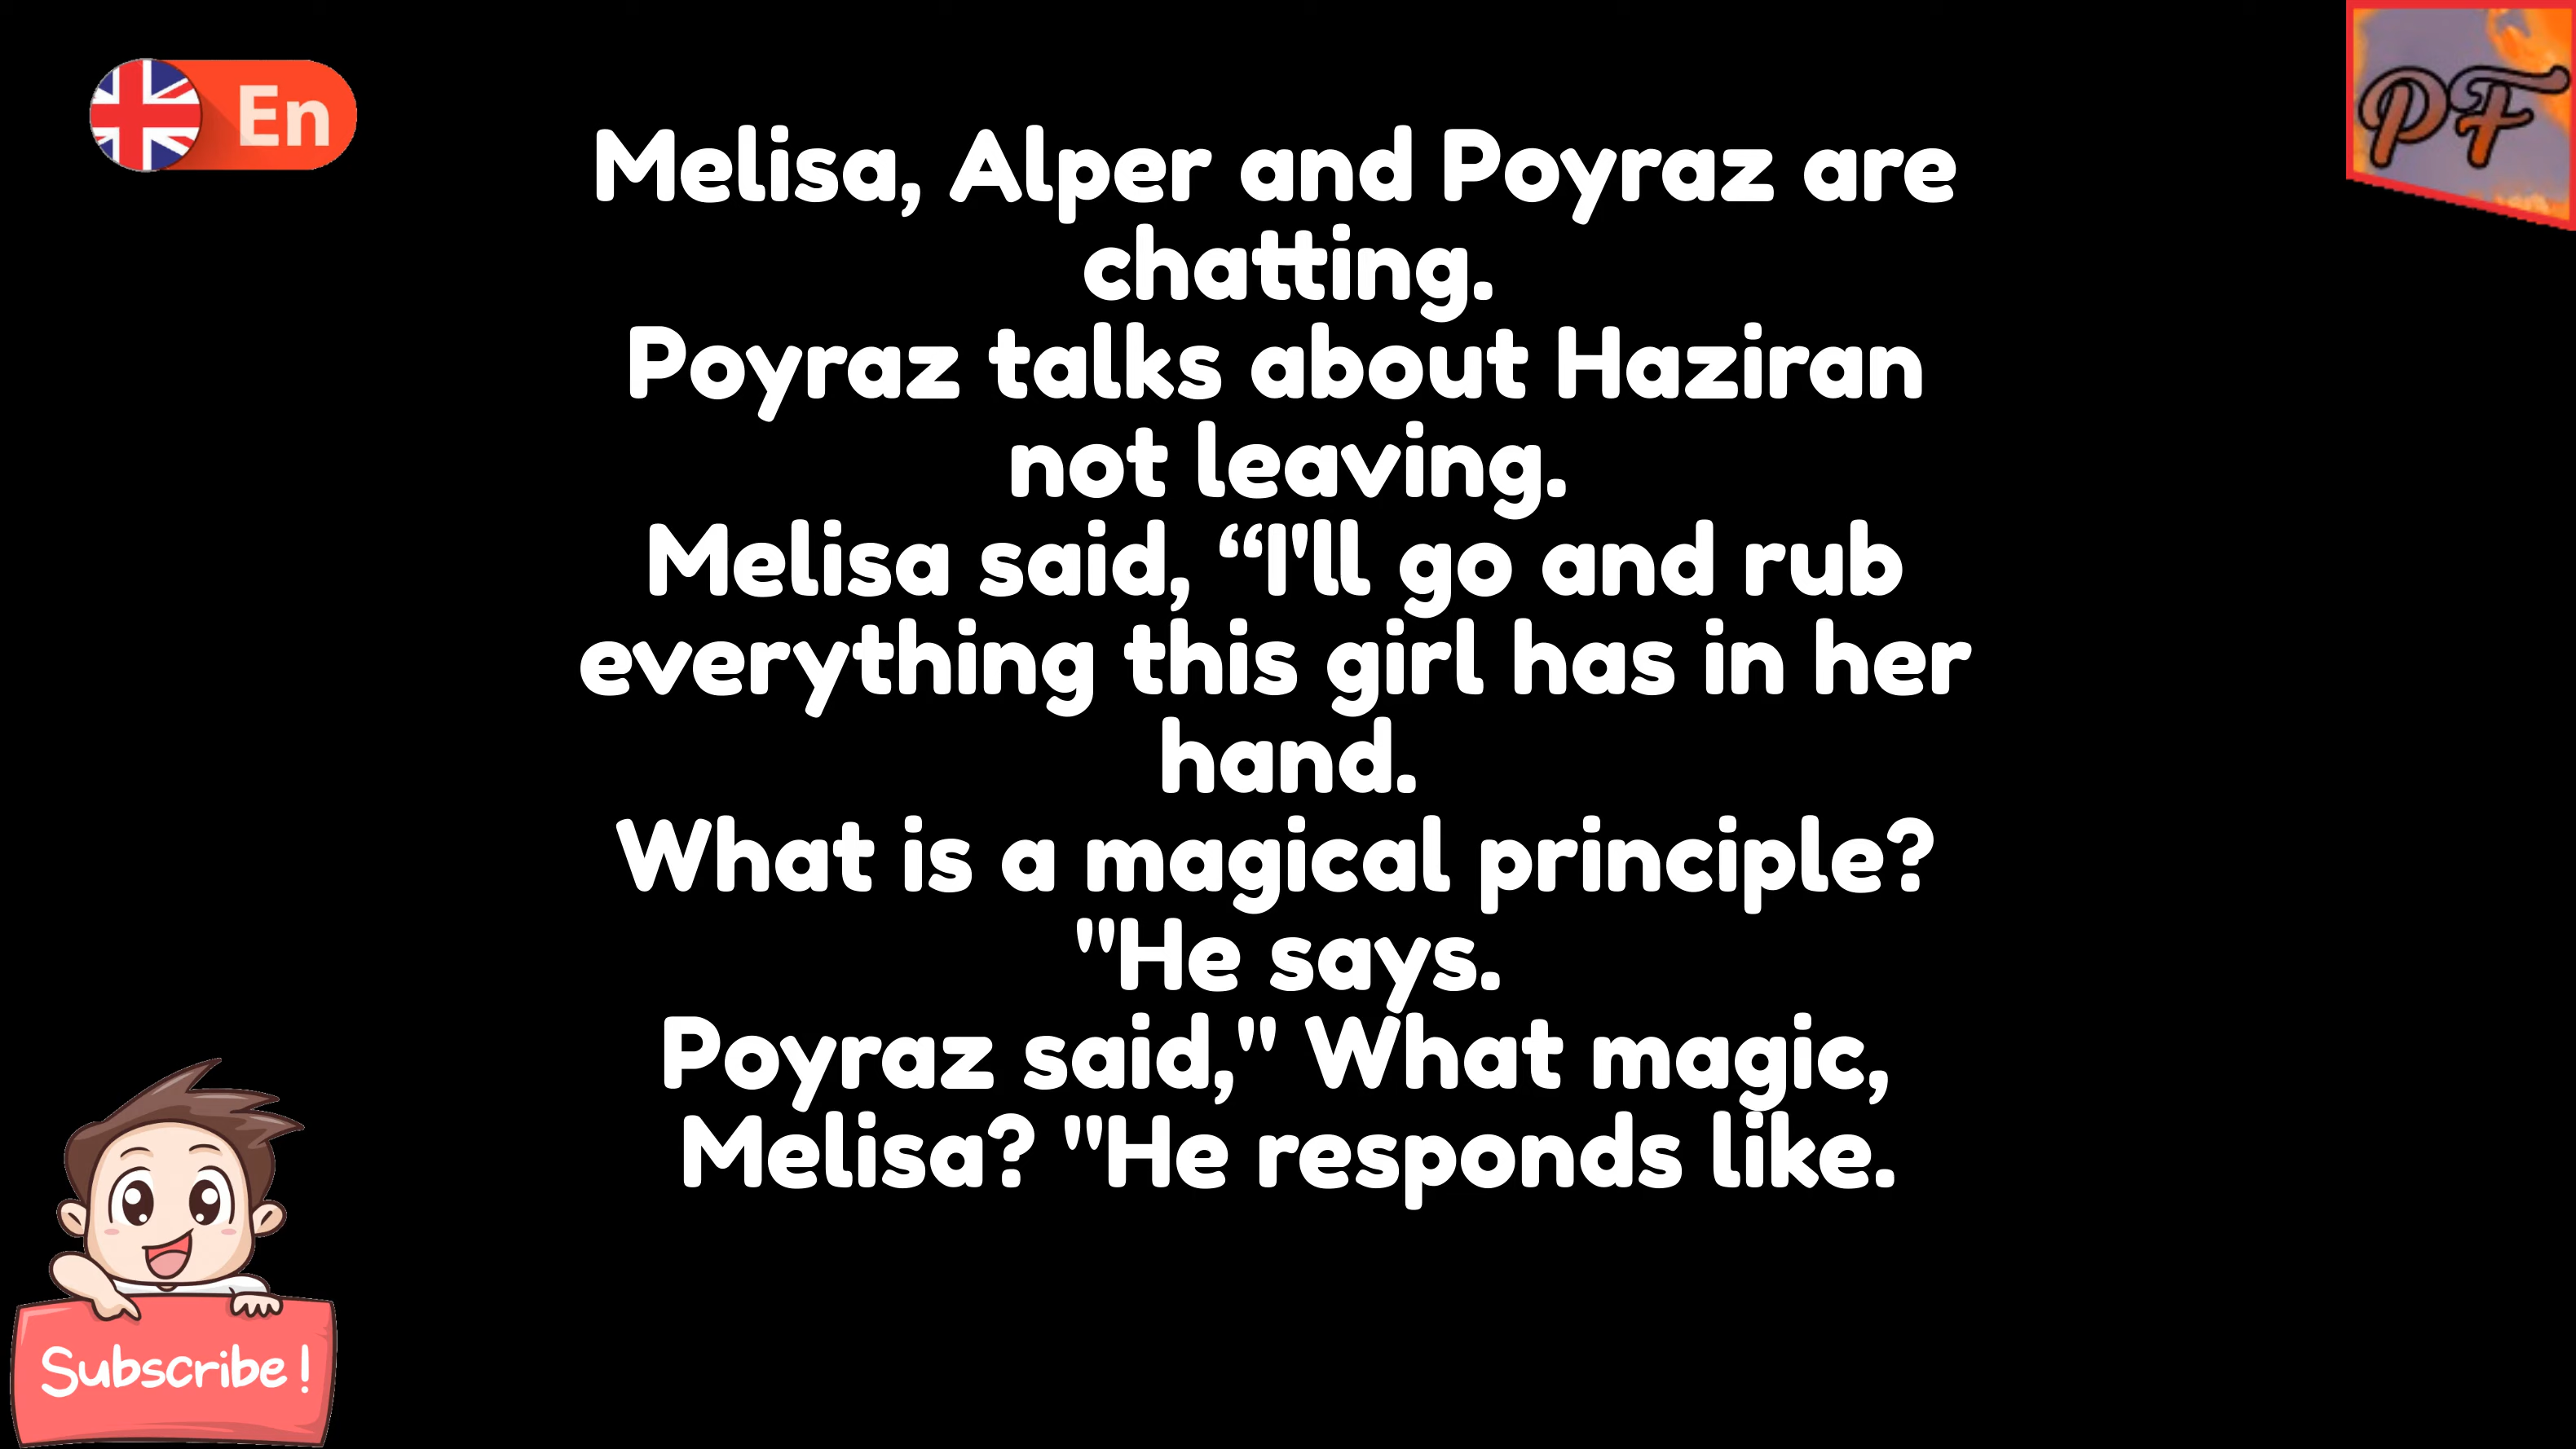 En
PF
Melisa, Alper and Poyraz are
chatting.
Poyraz talks about Haziran
not leaving.
Melisa said, “I'll go and rub
everything this girl has in her
hand.
What is a magical principle?
"He says.
Poyraz said," What magic,
Melisa? "He responds like.
Subscribe!